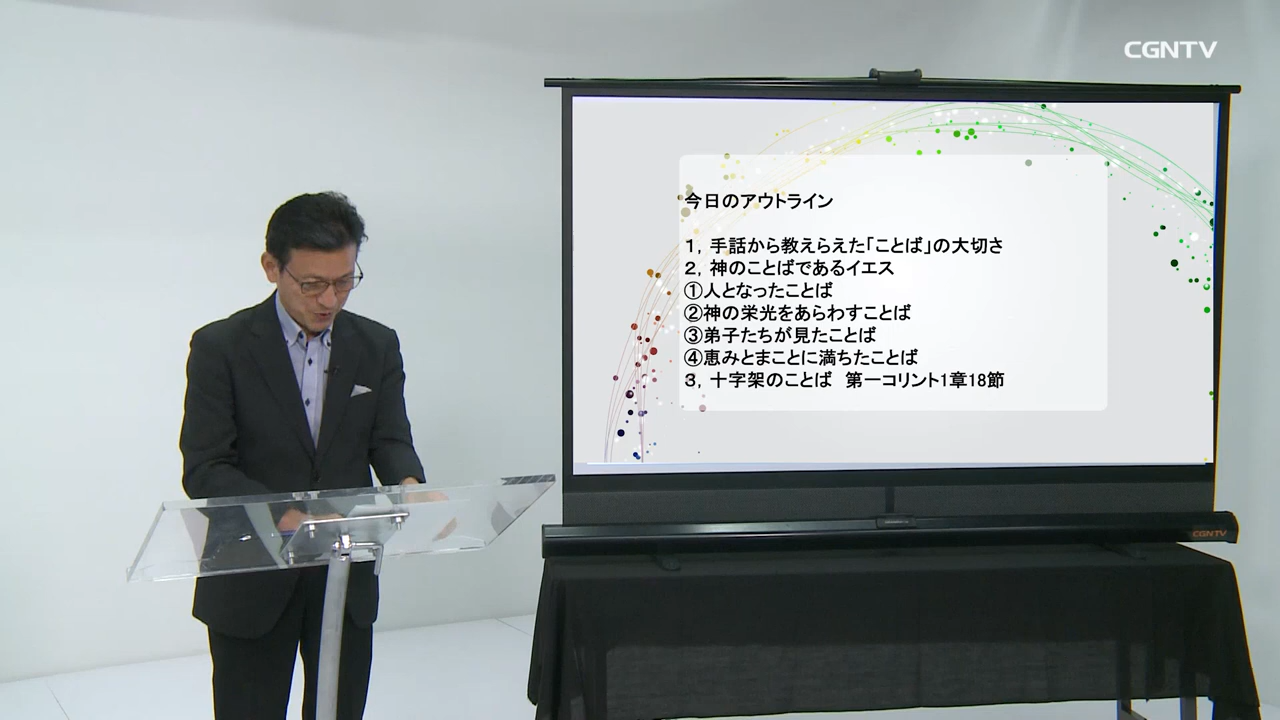 CGNTV
今日のアウトライン
１，手話から教えらえた「ことば」の大切さ
２，神のことばであるイエス
①人となったことば
②神の栄光をあらわすことば
③弟子たちが見たことば
④恵みとまことに満ちたことば
３，十字架のことば　第一コリント1章18節
CGNTV